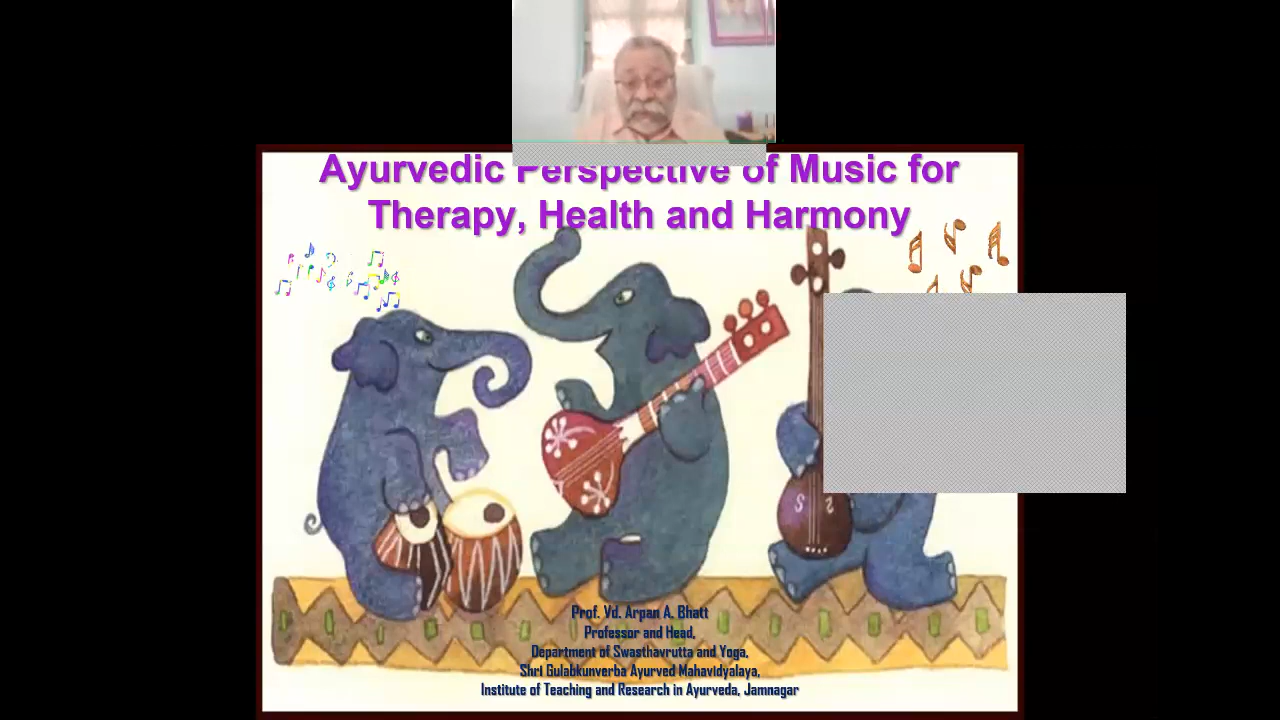 Ayurvedic Perspective of Music for
Therapy, Health and Harmony
Prof. Vd. Arpan A. Bhatt
Professor and Head,
Department of Swasthavrutta and Yoga,
Shri Gulabkunverba Ayurved Mahavidyalaya,
Institute of Teaching and Research in Ayurveda, Jamnagar